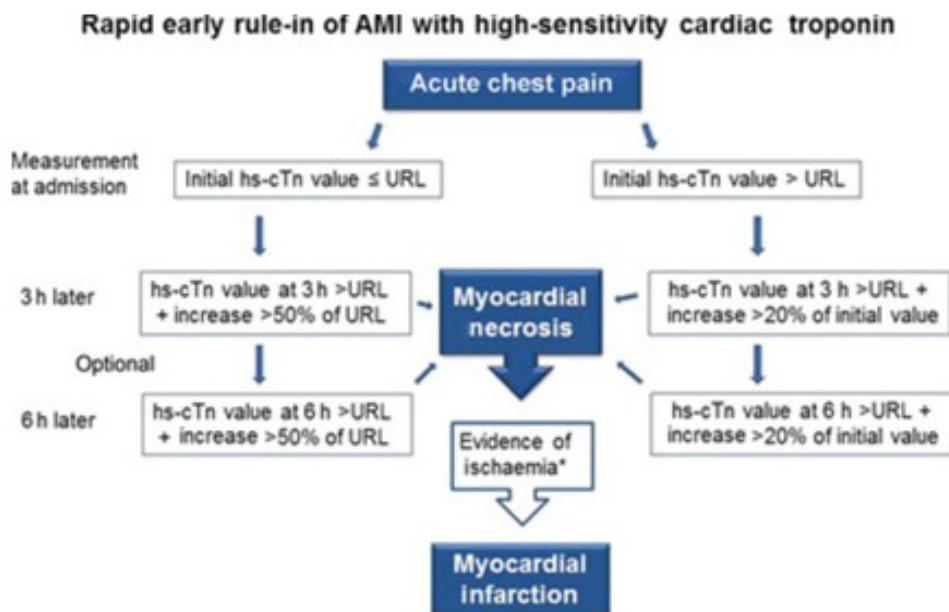 Rapid early rule-in of AMI with high-sensitivity cardiac troponin
Acute chest pain
Measurement
at admission
Initial hs-cTn value ≤ URL
Initial hs-cTn value > URL
3 h later
hs-cTn value at 3 h >URL
+ increase >50% of URL
Myocardial
necrosis
hs-cTn value at 3 h >URL +
increase >20% of initial value
Optional
6 h later
hs-cTn value at 6 h >URL
+ increase >50% of URL
hs-cTn value at 6 h >URL +
increase >20% of initial value
Evidence of
ischaemia*
Myocardial
infarction